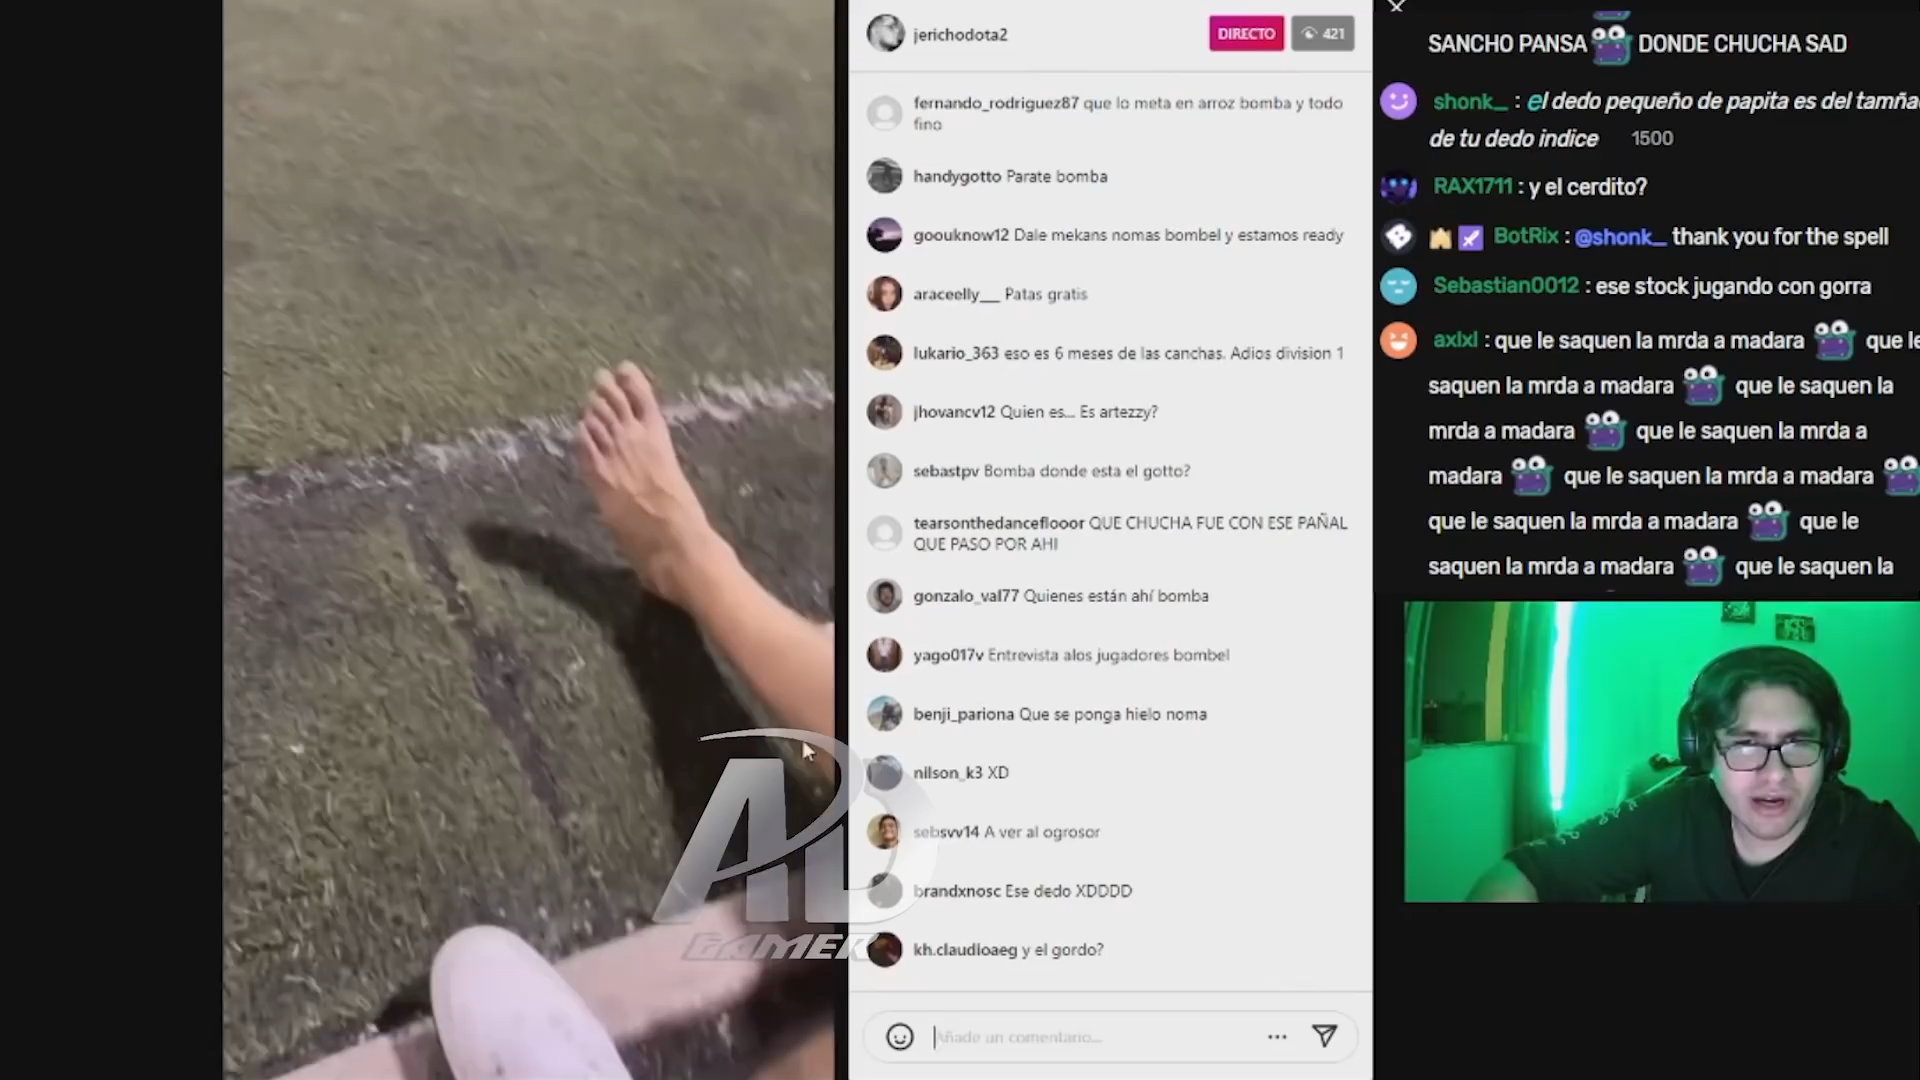 jerichodota2
DIRECTO
421
fernando_rodriguez87 que lo meta en arroz bomba y todo
fino
handygotto Parate bomba
goouknow12 Dale mekans nomas bombel y estamos ready
araceelly___ Patas gratis
lukario_363 eso es 6 meses de las canchas. Adios division 1
jhovancv12 Quien es... Es artezzy?
sebastpv Bomba donde esta el gotto?
tearsonthedanceflooor QUE CHUCHA FUE CON ESE PAÑAL
QUE PASO POR AHI
gonzalo_val77 Quienes están ahí bomba
yago017v Entrevista alos jugadores bombel
benji_pariona Que se ponga hielo noma
nilson_k3 XD
sebsvv14 A ver al ogrosor
brandxnosc Ese dedo XDDDD
kh.claudioaeg y el gordo?
Añade un comentario...
AD
GAMER
SANCHO PANSA DONDE CHUCHA SAD
shonk_ : el dedo pequeño de papita es del tamña
de tu dedo indice 1500
RAX1711 : y el cerdito?
BotRix : @shonk_ thank you for the spell
Sebastian0012 : ese stock jugando con gorra
axlxl : que le saquen la mrda a madara que le
saquen la mrda a madara que le saquen la
mrda a madara que le saquen la mrda a
madara que le saquen la mrda a madara
que le saquen la mrda a madara que le
saquen la mrda a madara que le saquen la